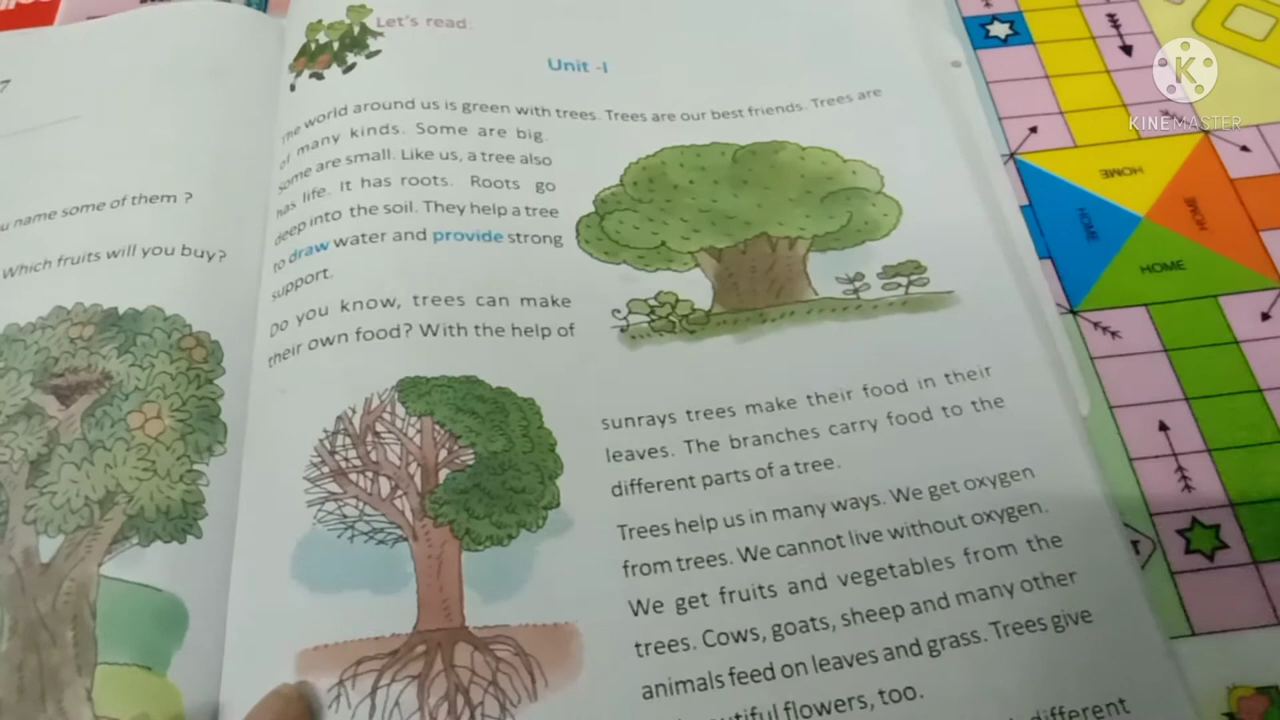 7
name some of them ?
Which fruits will you buy?
Let's read:
Unit -I
The world around us is green with trees. Trees are our best friends. Trees are
of many kinds. Some are big.
some are small. Like us, a tree also
has life. It has roots. Roots go
deep into the soil. They help a tree
to draw water and provide strong
support.
Do you know, trees can make
their own food? With the help of
sunrays trees make their food in their
leaves. The branches carry food to the
different parts of a tree.
Trees help us in many ways. We get oxygen
from trees. We cannot live without oxygen.
We get fruits and vegetables from the
trees. Cows, goats, sheep and many other
animals feed on leaves and grass. Trees give
flowers, too.
different
HOME
HOME
HOME
HOME
K
KINEMASTER